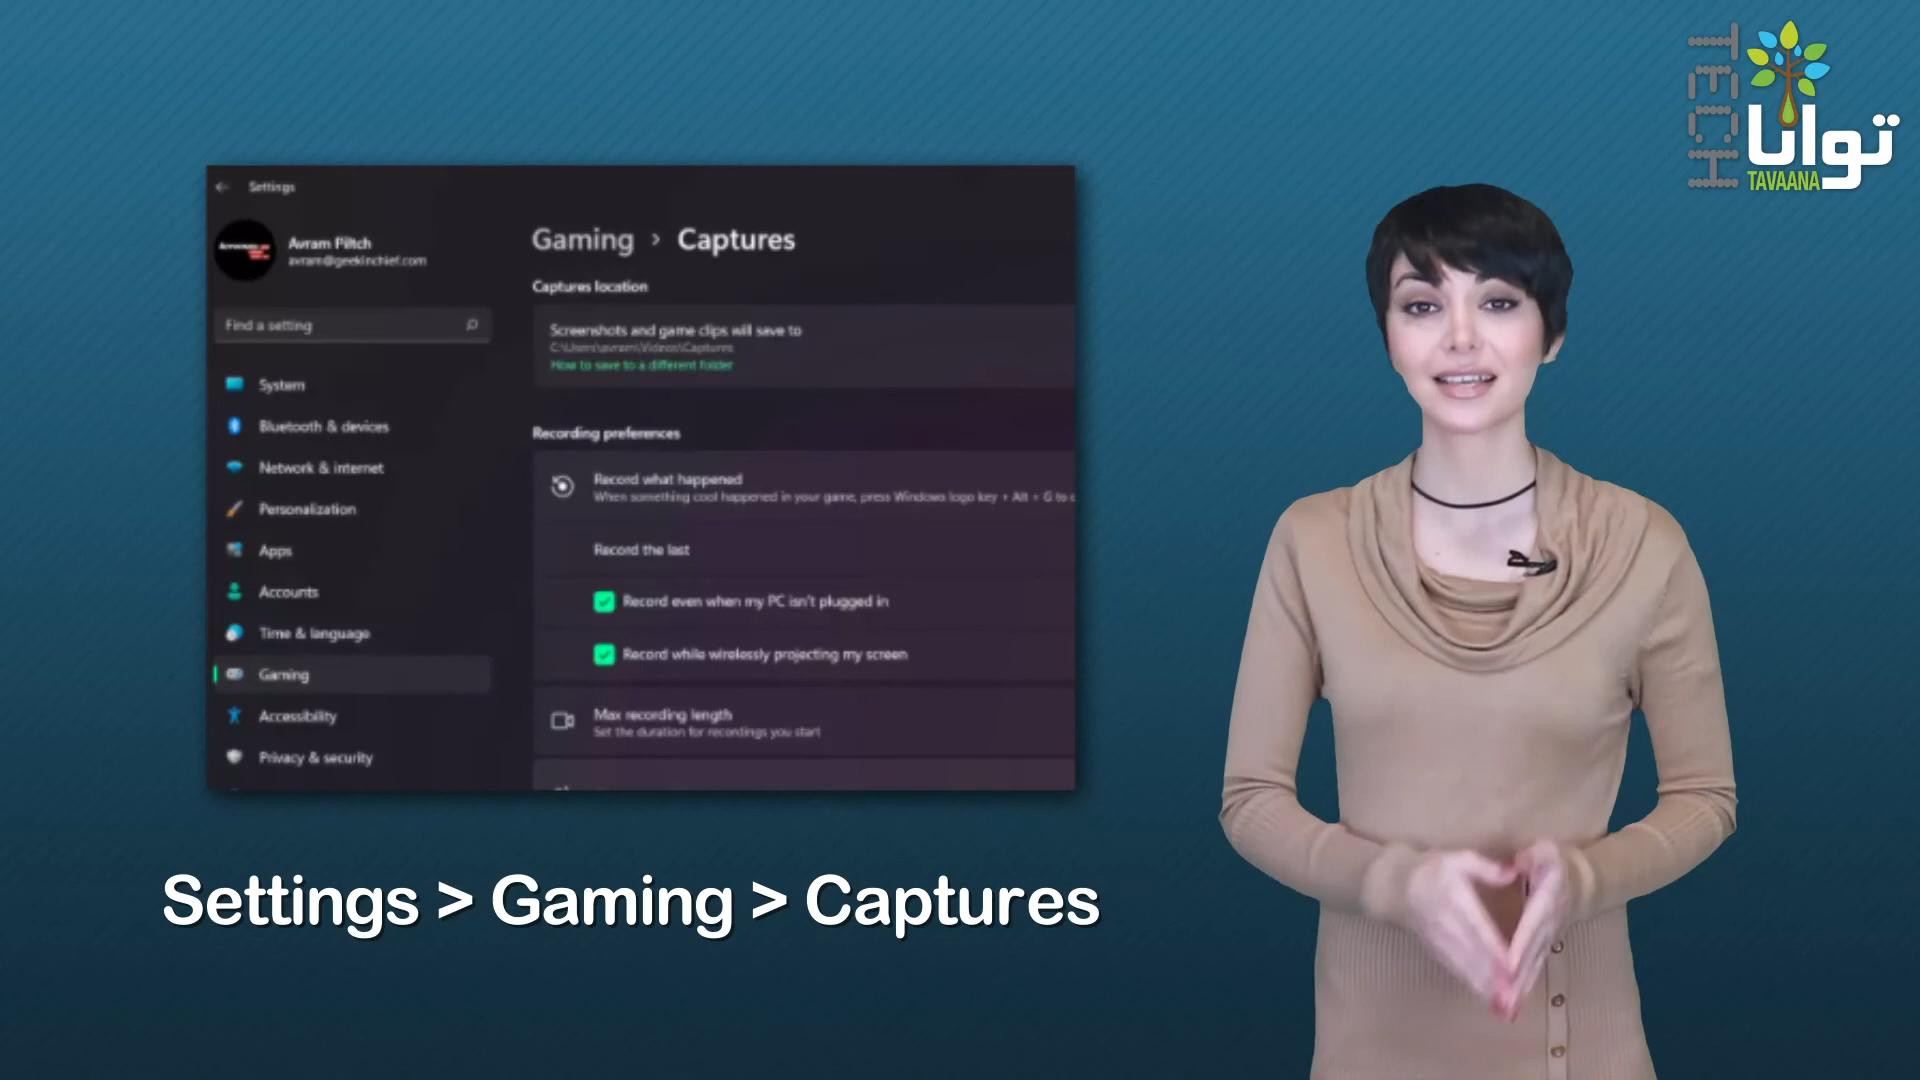 TECH
توانا
TAVAANA
Settings
Avram Piltch
avram@geekinchief.com
Find a setting
System
Bluetooth & devices
Network & internet
Personalization
Apps
Accounts
Time & language
Gaming
Accessibility
Privacy & security
Gaming > Captures
Captures location
Screenshots and game clips will save to
C:\Users\avram\Videos\Captures
How to save to a different folder
Recording preferences
Record what happened
When something cool happened in your game, press Windows logo key + Alt + G to
Record the last
Record even when my PC isn't plugged in
Record while wirelessly projecting my screen
Max recording length
Set the duration for recordings you start
Settings > Gaming > Captures